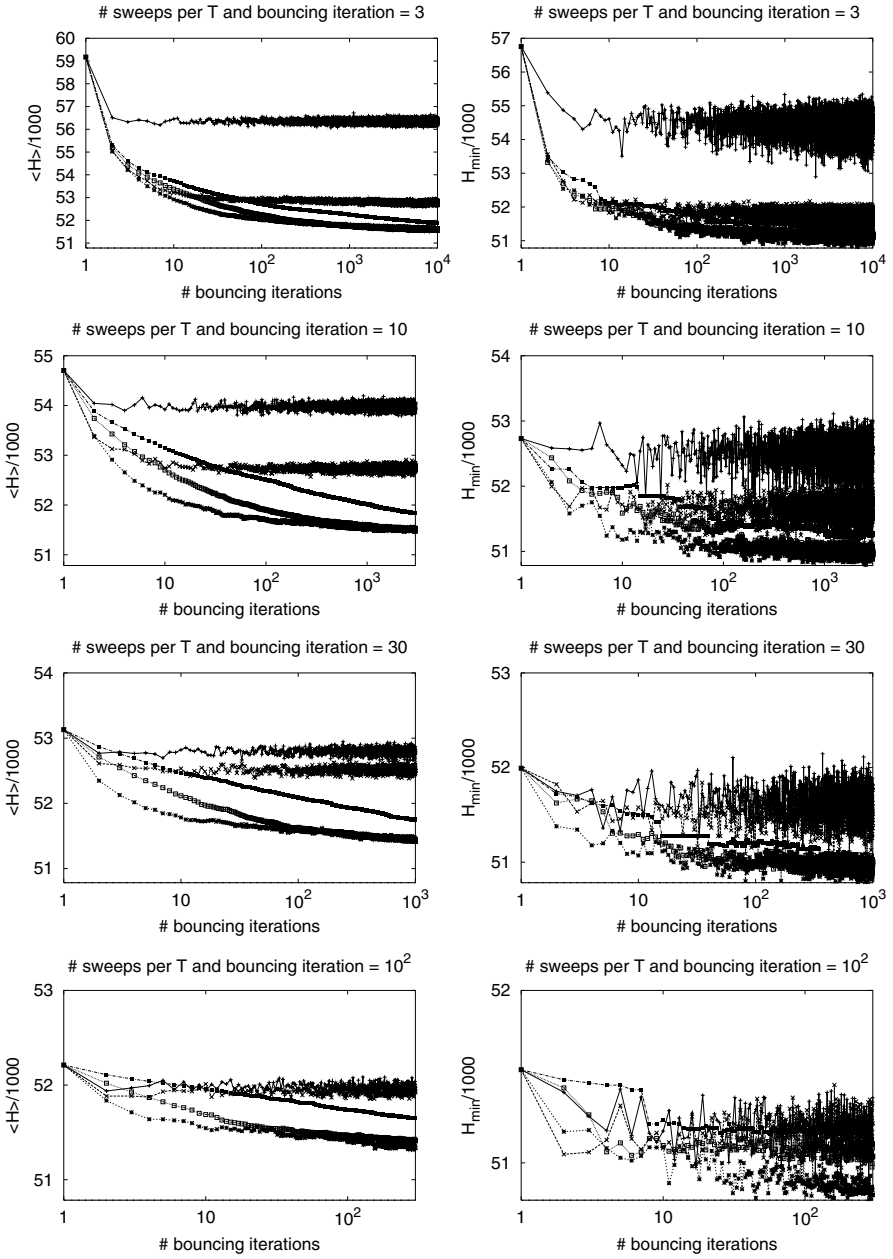 # sweeps per T and bouncing iteration = 3
60
59
58
57
56
55
54
53
52
51
1
10
10^2
10^3
10^4
<H>/1000
# bouncing iterations
# sweeps per T and bouncing iteration = 3
57
56
55
54
53
52
51
1
10
10^2
10^3
10^4
H_min/1000
# bouncing iterations
# sweeps per T and bouncing iteration = 10
55
54
53
52
51
1
10
10^2
10^3
<H>/1000
# bouncing iterations
# sweeps per T and bouncing iteration = 10
54
53
52
51
1
10
10^2
10^3
H_min/1000
# bouncing iterations
# sweeps per T and bouncing iteration = 30
54
53
52
51
1
10
10^2
10^3
<H>/1000
# bouncing iterations
# sweeps per T and bouncing iteration = 30
53
52
51
1
10
10^2
10^3
H_min/1000
# bouncing iterations
# sweeps per T and bouncing iteration = 10^2
53
52
51
1
10
10^2
<H>/1000
# bouncing iterations
# sweeps per T and bouncing iteration = 10^2
52
51
1
10
10^2
H_min/1000
# bouncing iterations